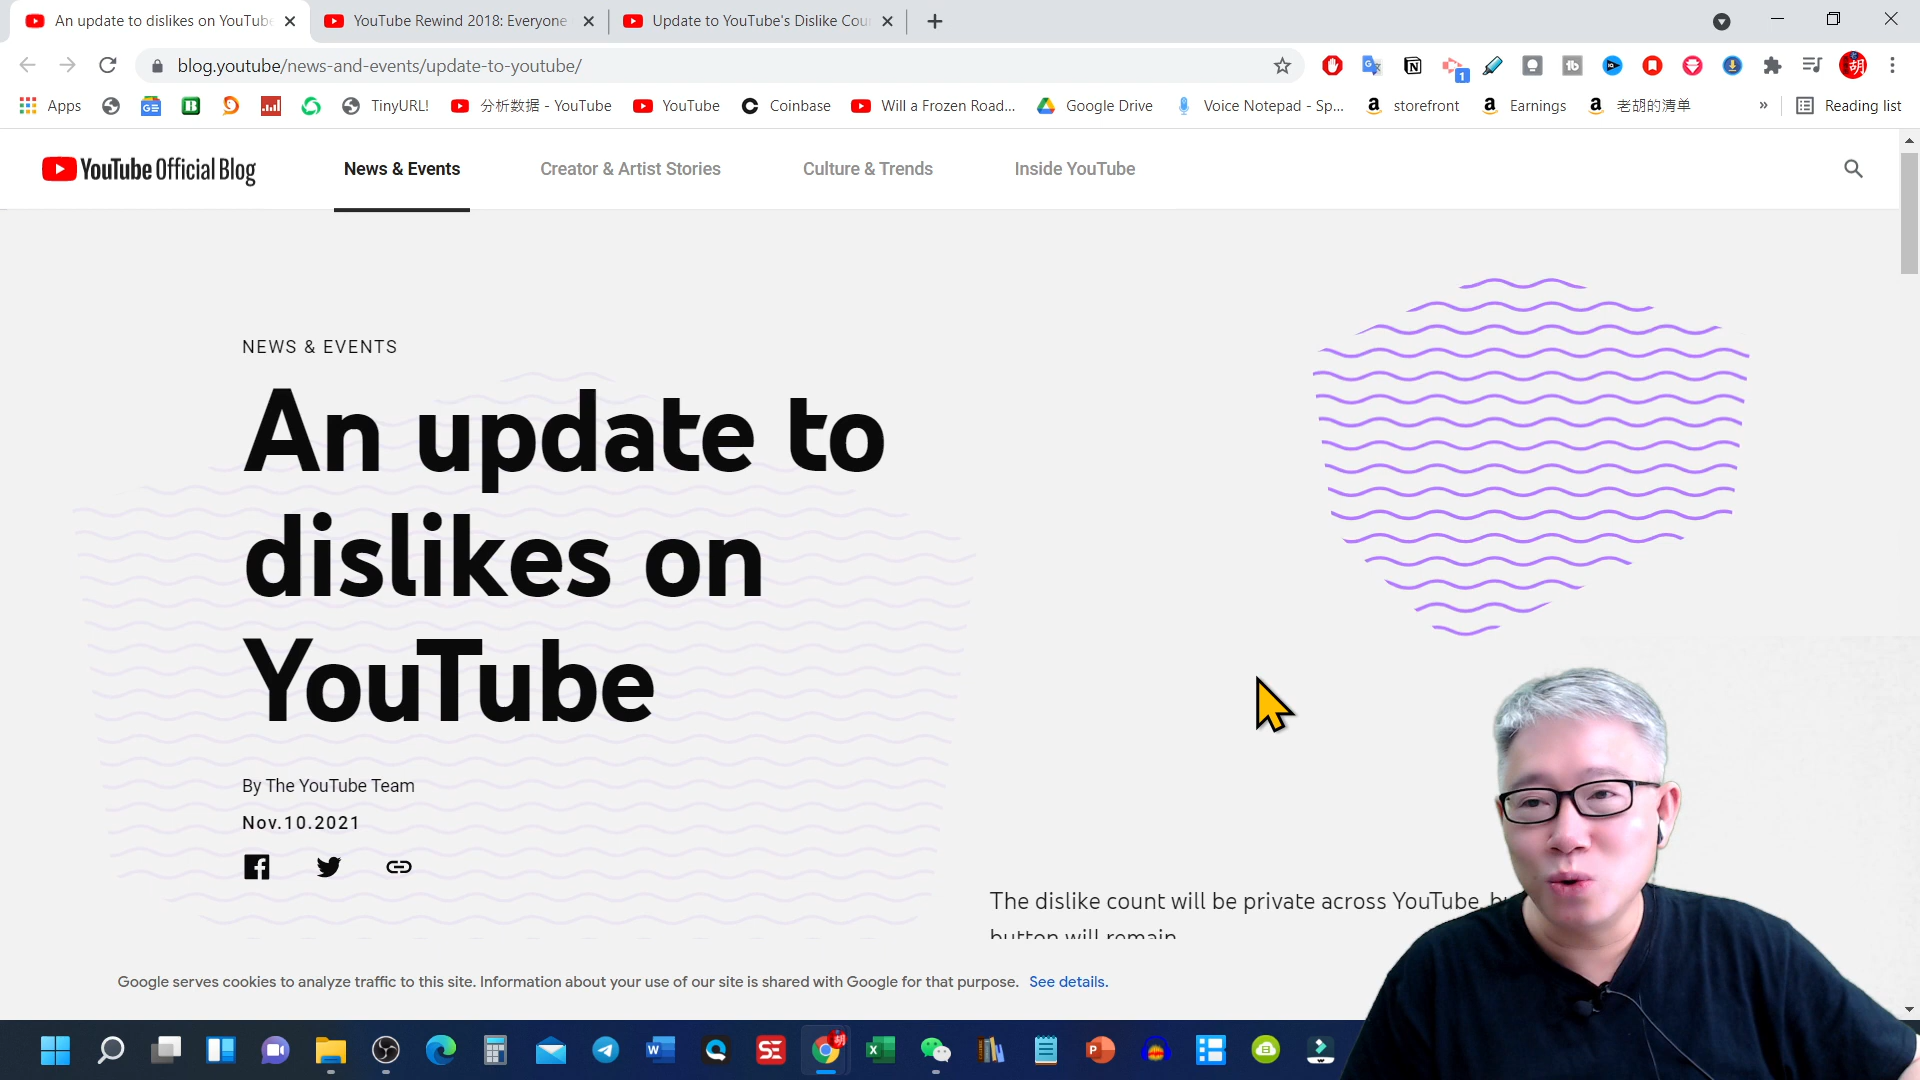 An update to dislikes on YouTube
YouTube Rewind 2018: Everyone
Update to YouTube's Dislike Cou
blog.youtube/news-and-events/update-to-youtube/
1
胡
Apps
GE
B
TinyURL!
分析数据 - YouTube
YouTube
Coinbase
Will a Frozen Road...
Google Drive
Voice Notepad - Sp...
storefront
Earnings
老胡的清单
»
Reading list
YouTube Official Blog
News & Events
Creator & Artist Stories
Culture & Trends
Inside YouTube
NEWS & EVENTS
An update to
dislikes on
YouTube
By The YouTube Team
Nov.10.2021
The dislike count will be private across YouTube, bu
button will remain
Google serves cookies to analyze traffic to this site. Information about your use of our site is shared with Google for that purpose. See details.